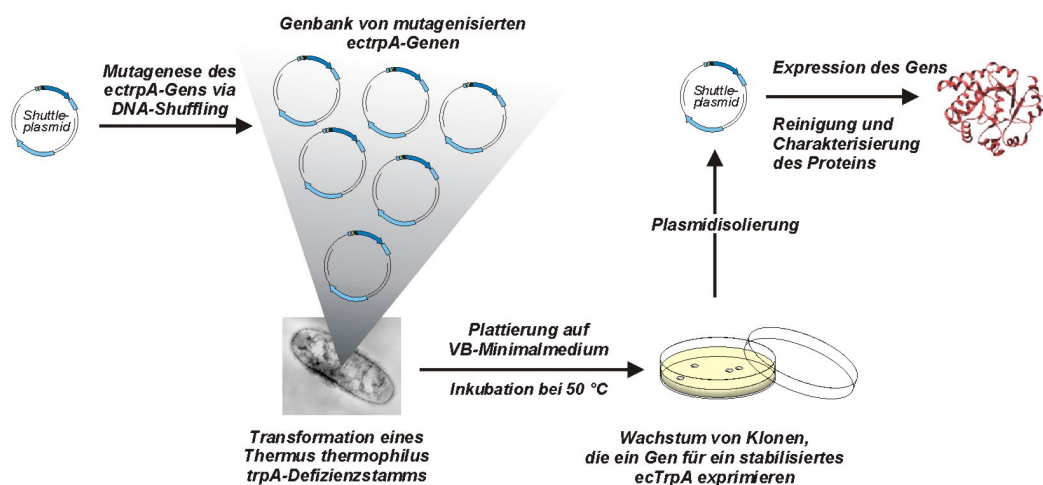 Shuttle-
plasmid
Mutagenese des
ectrpA-Gens via
DNA-Shuffling
Genbank von mutagenisierten
ectrpA-Genen
Transformation eines
Thermus thermophilus
trpA-Defizienzstamms
Plattierung auf
VB-Minimalmedium
Inkubation bei 50 °C
Wachstum von Klonen,
die ein Gen für ein stabilisiertes
ecTrpA exprimieren
Plasmidisolierung
Shuttle-
plasmid
Expression des Gens
Reinigung und
Charakterisierung
des Proteins